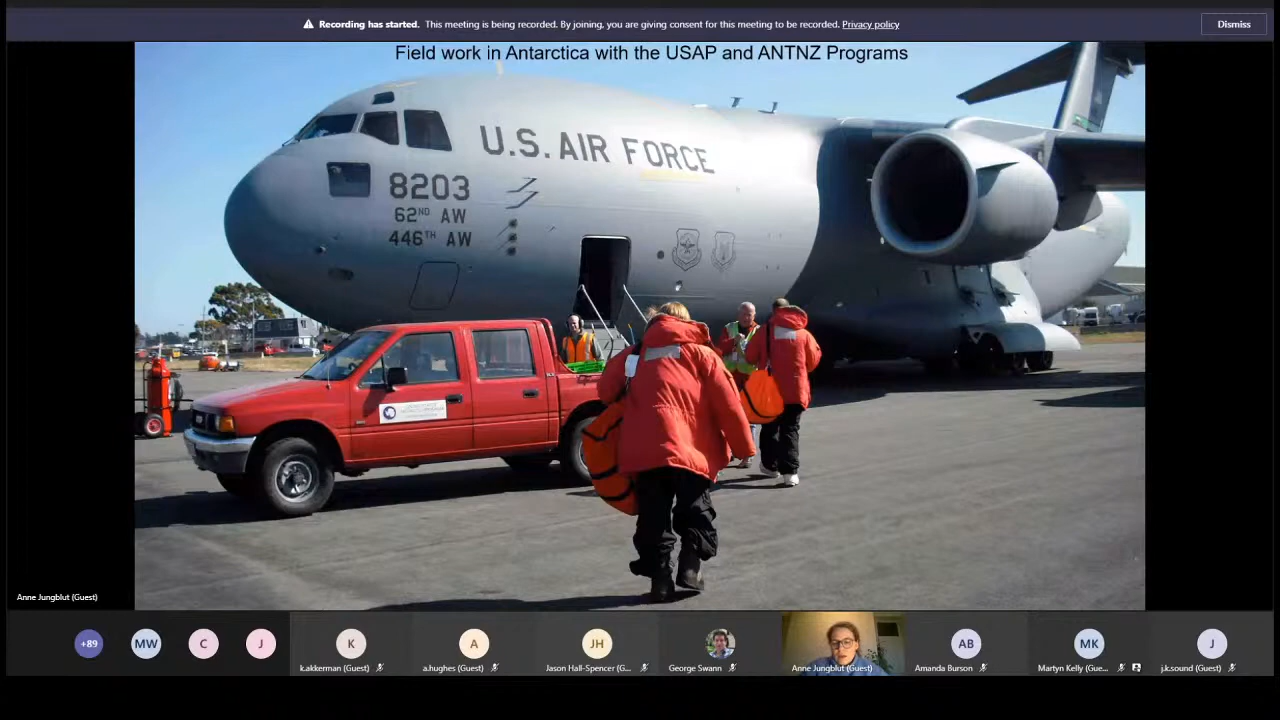 Recording has started. This meeting is being recorded. By joining, you are giving consent for this meeting to be recorded. Privacy policy
Dismiss
Field work in Antarctica with the USAP and ANTNZ Programs
U.S. AIR FORCE
8203
62ND AW
446TH AW
Anne Jungblut (Guest)
+89
MW
C
J
K
A
JH
AB
MK
J
k.akkerman (Guest)
a.hughes (Guest)
Jason Hall-Spencer (G...
George Swann
Anne Jungblut (Guest)
Amanda Burson
Martyn Kelly (Gue...
j.k.sound (Guest)